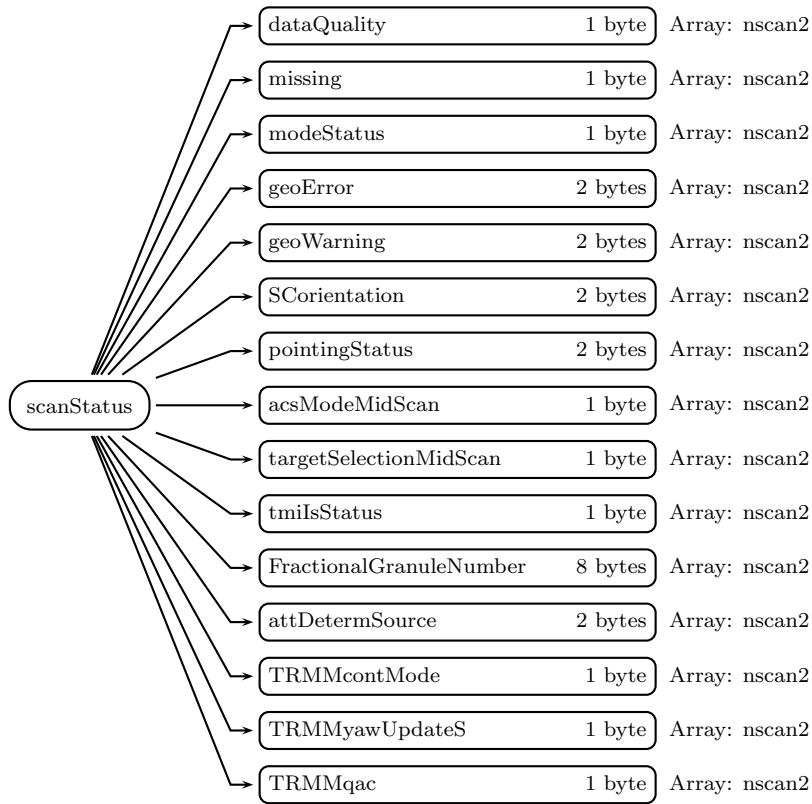 dataQuality 1 byte Array: nscan2
missing 1 byte Array: nscan2
modeStatus 1 byte Array: nscan2
geoError 2 bytes Array: nscan2
geoWarning 2 bytes Array: nscan2
SCorientation 2 bytes Array: nscan2
pointingStatus 2 bytes Array: nscan2
scanStatus acsModeMidScan 1 byte Array: nscan2
targetSelectionMidScan 1 byte Array: nscan2
tmiIsStatus 1 byte Array: nscan2
FractionalGranuleNumber 8 bytes Array: nscan2
attDetermSource 2 bytes Array: nscan2
TRMMcontMode 1 byte Array: nscan2
TRMMyawUpdateS 1 byte Array: nscan2
TRMMqac 1 byte Array: nscan2